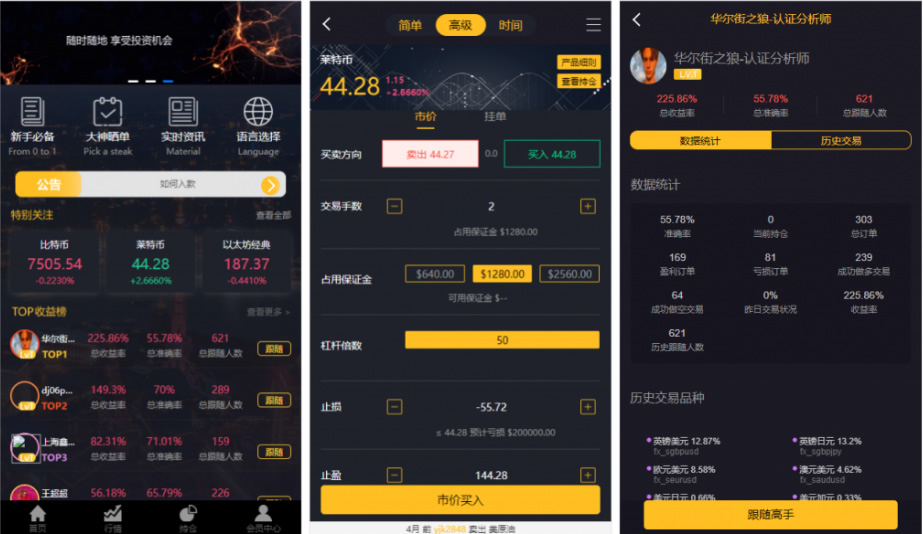 随时随地 享受投资机会
新手必备 大神晒单 实时资讯 语言选择
From 0 to 1 Pick a steak Material Language
公告 如何入款
特别关注 查看全部
比特币 莱特币 以太坊经典
7505.54 44.28 187.37
-0.2230% +2.6660% -0.4410%
TOP收益榜 查看更多 >
华尔街... 225.86% 55.78% 621
Lv.1 TOP1 总收益率 总准确率 总跟随人数 跟随
dj06p... 149.3% 70% 289
Lv.1 TOP2 总收益率 总准确率 总跟随人数 跟随
上海鑫... 82.31% 71.01% 159
Lv.1 TOP3 总收益率 总准确率 总跟随人数 跟随
王超超 56.18% 65.79% 226
首页 行情 持仓 会员中心
简单 高级 时间
莱特币 产品细则
44.28 1.15
+2.6660% 查看持仓
市价 挂单
买卖方向 卖出 44.27 0.0 买入 44.28
交易手数 2
占用保证金 $1280.00
占用保证金 $640.00 $1280.00 $2560.00
可用保证金 $--
杠杆倍数 50
止损 -55.72
≤ 44.28 预计亏损 $200000.00
止盈 144.28
市价买入
4月 前 yjk2848 卖出 美原油
华尔街之狼-认证分析师
华尔街之狼-认证分析师
LV.1
225.86% 55.78% 621
总收益率 总准确率 总跟随人数
数据统计 历史交易
数据统计
55.78% 0 303
准确率 当前持仓 总订单
169 81 239
盈利订单 亏损订单 成功做多交易
64 0% 225.86%
成功做空交易 昨日交易状况 收益率
621
历史跟随人数
历史交易品种
英镑美元 12.87% 英镑日元 13.2%
fx_sgbpusd fx_sgbpjpy
欧元美元 8.58% 澳元美元 4.62%
fx_seurusd fx_saudusd
美元日元 0.66% 美元加元 0.33%
跟随高手